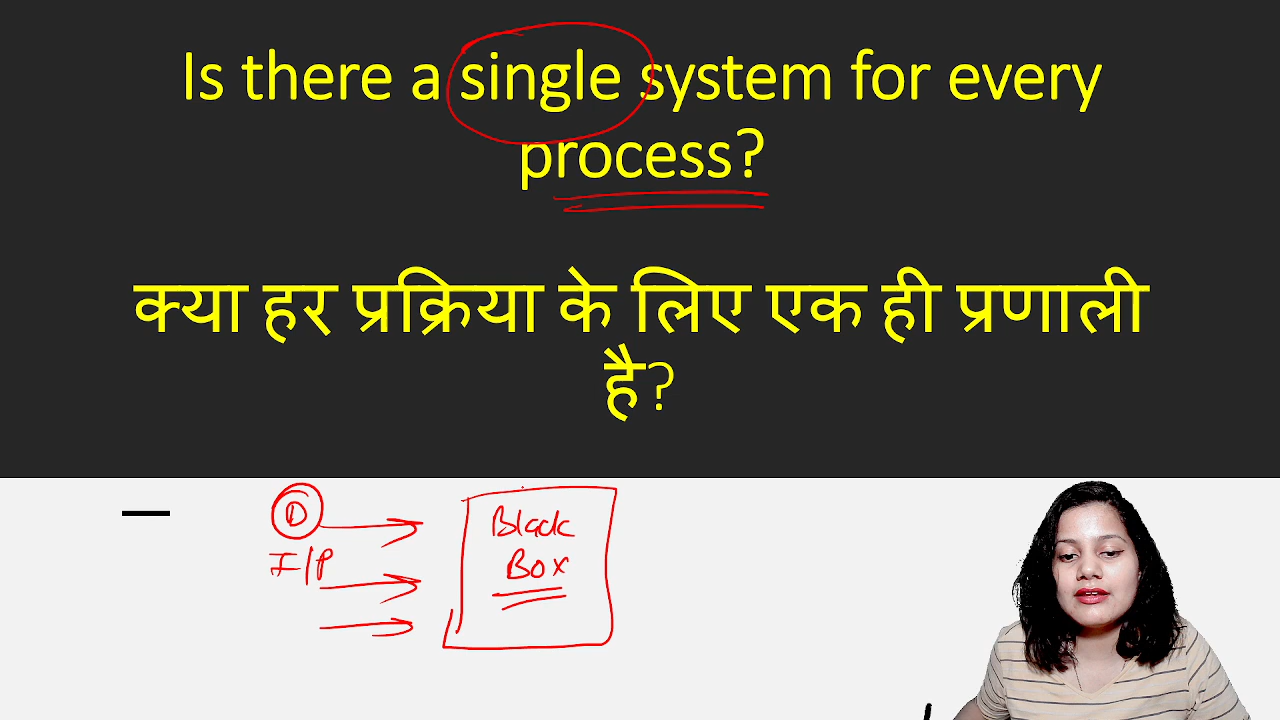 Is there a single system for every
process?
क्या हर प्रक्रिया के लिए एक ही प्रणाली
है?
D
I/P
Black
Box